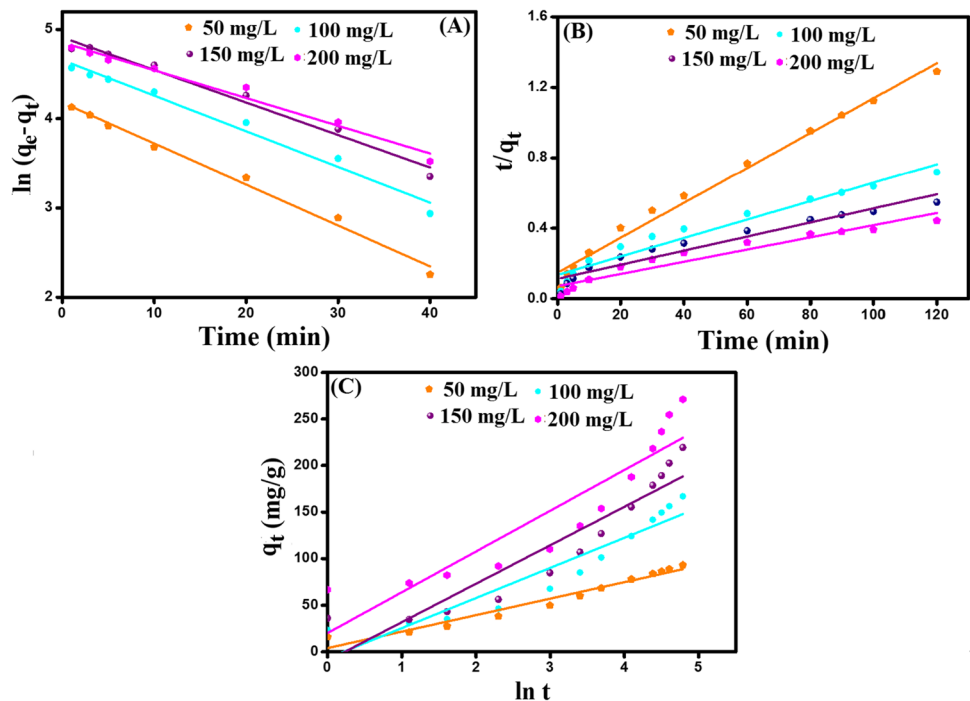 (A)
50 mg/L
100 mg/L
150 mg/L
200 mg/L
5
4
3
2
0
10
20
30
40
ln (qe-qt)
Time (min)
(B)
50 mg/L
100 mg/L
150 mg/L
200 mg/L
1.6
1.2
0.8
0.4
0.0
0
20
30
40
60
80
100
120
t/qt
Time (min)
(C)
50 mg/L
100 mg/L
150 mg/L
200 mg/L
300
250
200
150
100
50
0
0
1
2
3
4
5
qt (mg/g)
ln t